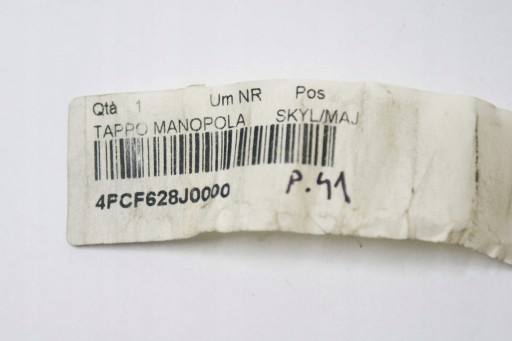 Qtà 1 Um NR Pos
TAPPO MANOPOLA SKYL/MAJ
4PCF628J0000 P.41